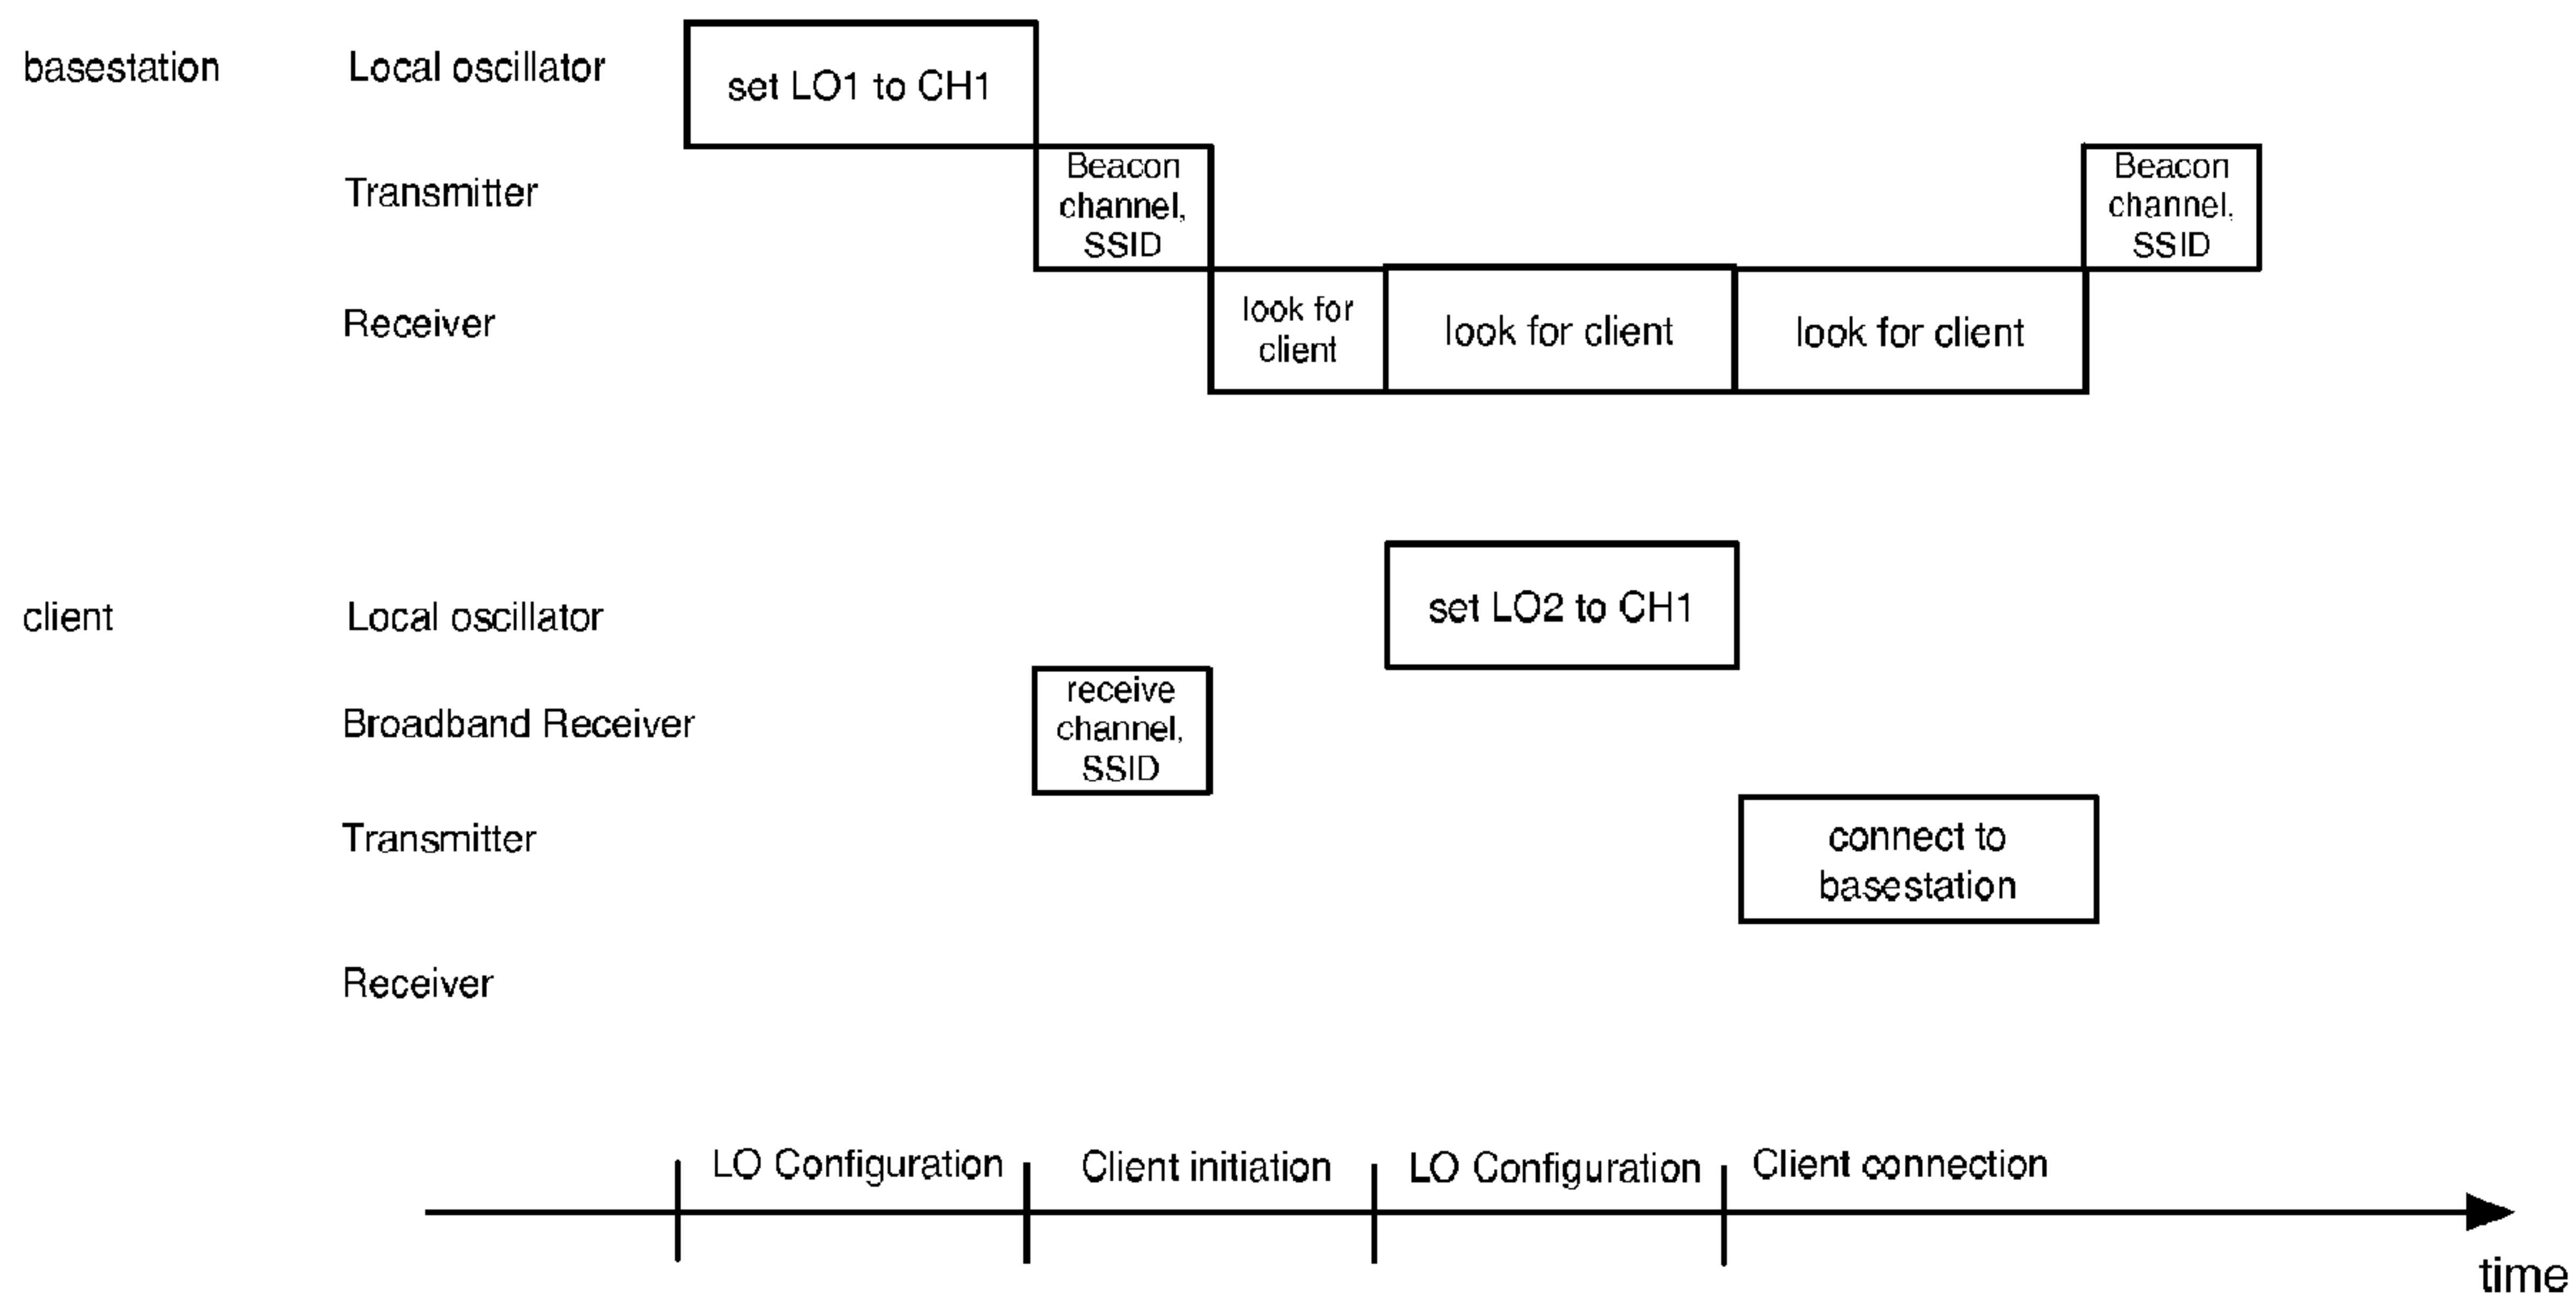 basestation
Local oscillator
set LO1 to CH1
Transmitter
Beacon
channel,
SSID
Beacon
channel,
SSID
Receiver
look for
client
look for client
look for client
client
Local oscillator
set LO2 to CH1
Broadband Receiver
receive
channel,
SSID
Transmitter
connect to
basestation
Receiver
LO Configuration
Client initiation
LO Configuration
Client connection
time